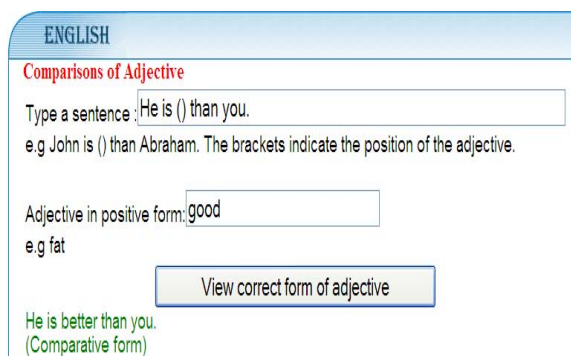 ENGLISH
Comparisons of Adjective
Type a sentence : He is () than you.
e.g John is () than Abraham. The brackets indicate the position of the adjective.
Adjective in positive form: good
e.g fat
View correct form of adjective
He is better than you.
(Comparative form)